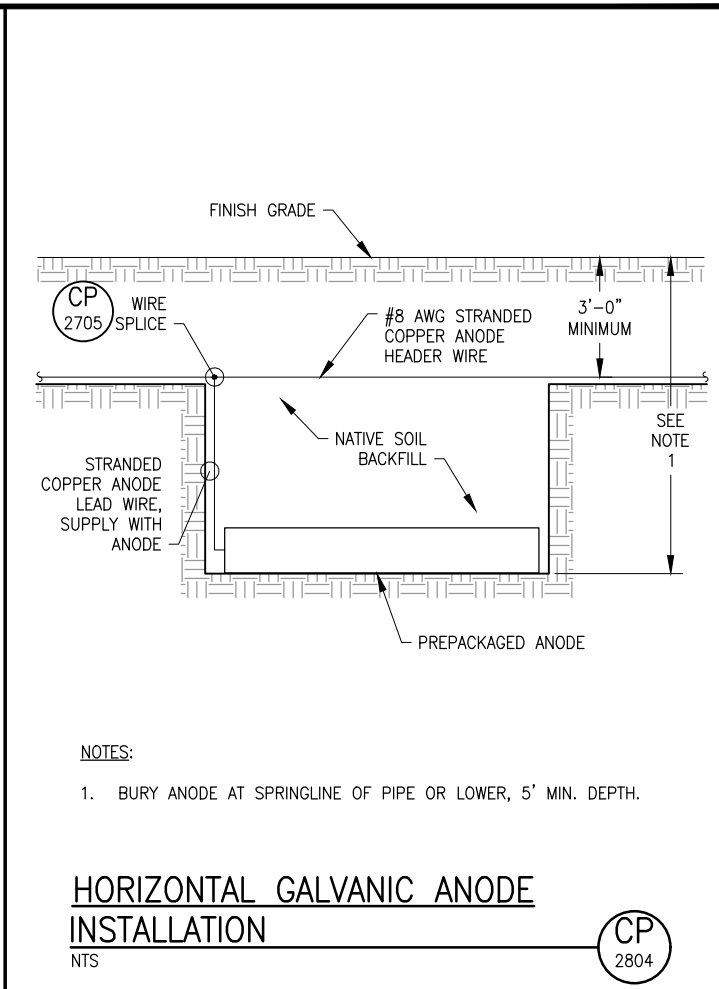 FINISH GRADE
CP
2705
WIRE
SPLICE
#8 AWG STRANDED
COPPER ANODE
HEADER WIRE
3'-0"
MINIMUM
NATIVE SOIL
BACKFILL
SEE
NOTE
1
STRANDED
COPPER ANODE
LEAD WIRE,
SUPPLY WITH
ANODE
PREPACKAGED ANODE
NOTES:
1. BURY ANODE AT SPRINGLINE OF PIPE OR LOWER, 5' MIN. DEPTH.
HORIZONTAL GALVANIC ANODE
INSTALLATION
NTS
CP
2804